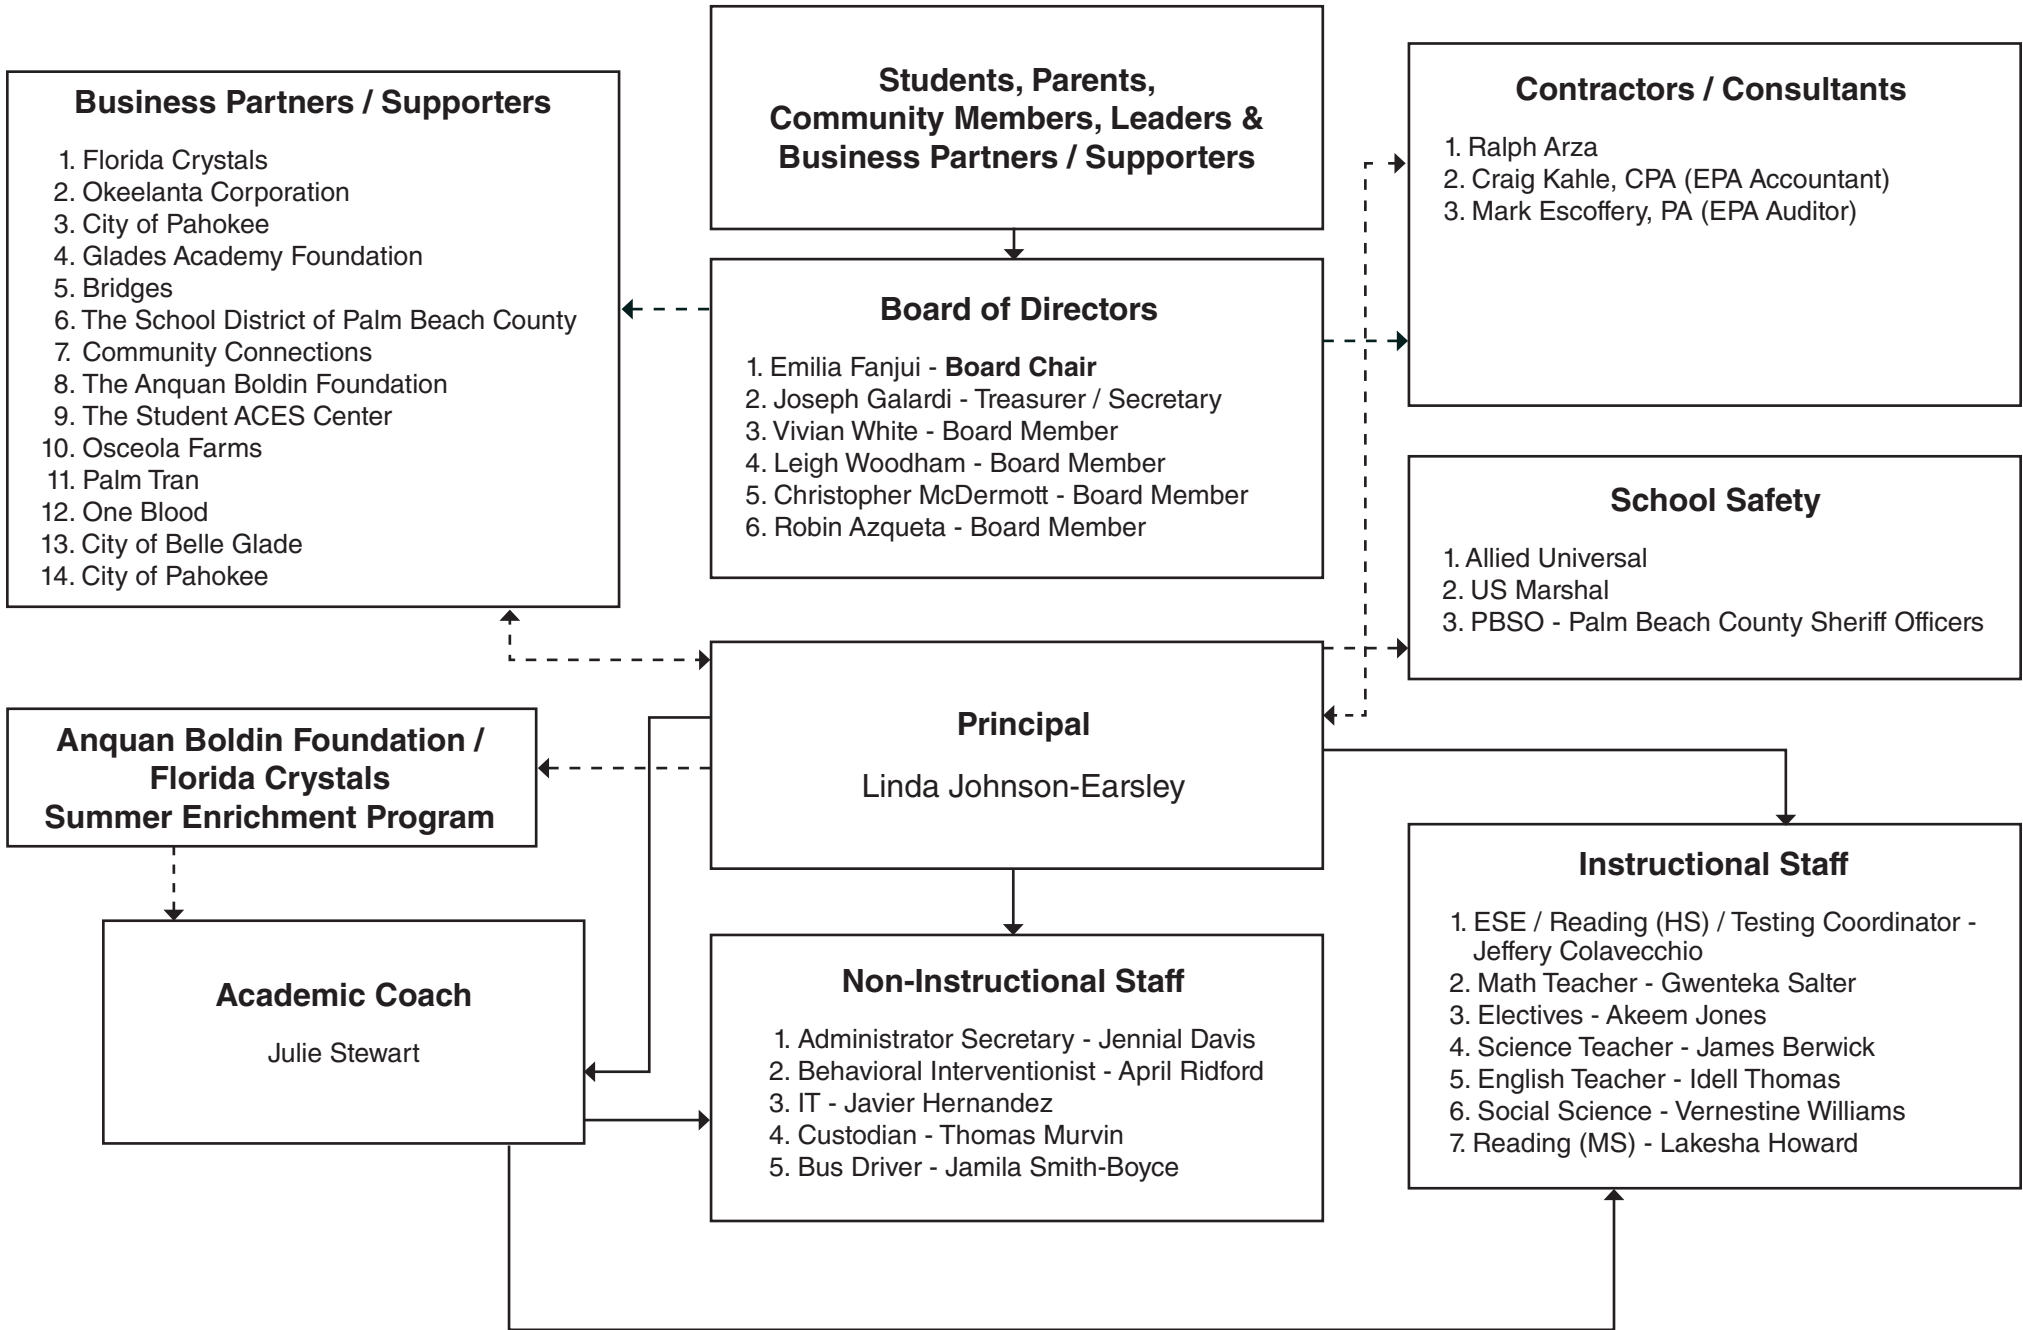 Students, Parents,
Community Members, Leaders &
Business Partners / Supporters
Business Partners / Supporters
1. Florida Crystals
2. Okeelanta Corporation
3. City of Pahokee
4. Glades Academy Foundation
5. Bridges
6. The School District of Palm Beach County
7. Community Connections
8. The Anquan Boldin Foundation
9. The Student ACES Center
10. Osceola Farms
11. Palm Tran
12. One Blood
13. City of Belle Glade
14. City of Pahokee
Board of Directors
1. Emilia Fanjui - Board Chair
2. Joseph Galardi - Treasurer / Secretary
3. Vivian White - Board Member
4. Leigh Woodham - Board Member
5. Christopher McDermott - Board Member
6. Robin Azqueta - Board Member
Contractors / Consultants
1. Ralph Arza
2. Craig Kahle, CPA (EPA Accountant)
3. Mark Escoffery, PA (EPA Auditor)
School Safety
1. Allied Universal
2. US Marshal
3. PBSO - Palm Beach County Sheriff Officers
Principal
Linda Johnson-Earsley
Anquan Boldin Foundation /
Florida Crystals
Summer Enrichment Program
Academic Coach
Julie Stewart
Non-Instructional Staff
1. Administrator Secretary - Jennial Davis
2. Behavioral Interventionist - April Ridford
3. IT - Javier Hernandez
4. Custodian - Thomas Murvin
5. Bus Driver - Jamila Smith-Boyce
Instructional Staff
1. ESE / Reading (HS) / Testing Coordinator -
Jeffery Colavecchio
2. Math Teacher - Gwenteka Salter
3. Electives - Akeem Jones
4. Science Teacher - James Berwick
5. English Teacher - Idell Thomas
6. Social Science - Vernestine Williams
7. Reading (MS) - Lakesha Howard